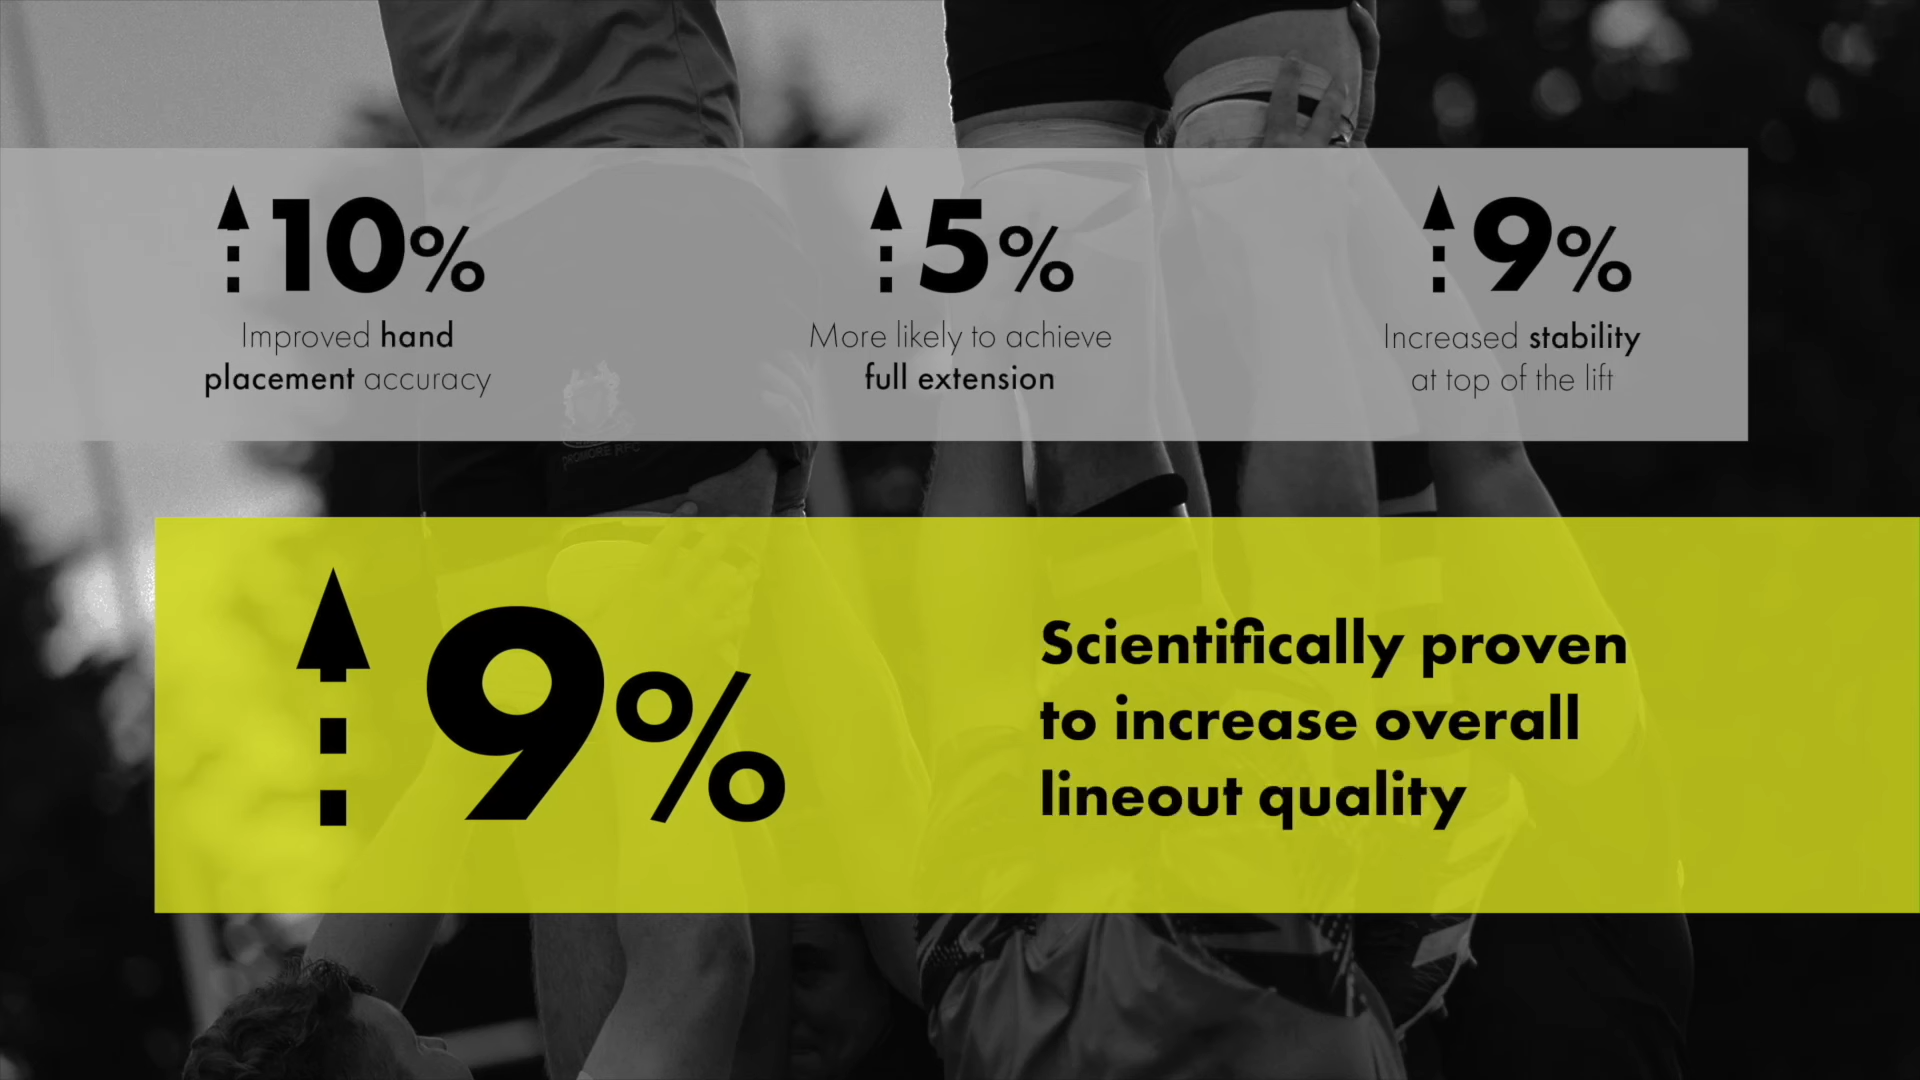 10%
Improved hand
placement accuracy
5%
More likely to achieve
full extension
9%
Increased stability
at top of the lift
9%
Scientifically proven
to increase overall
lineout quality